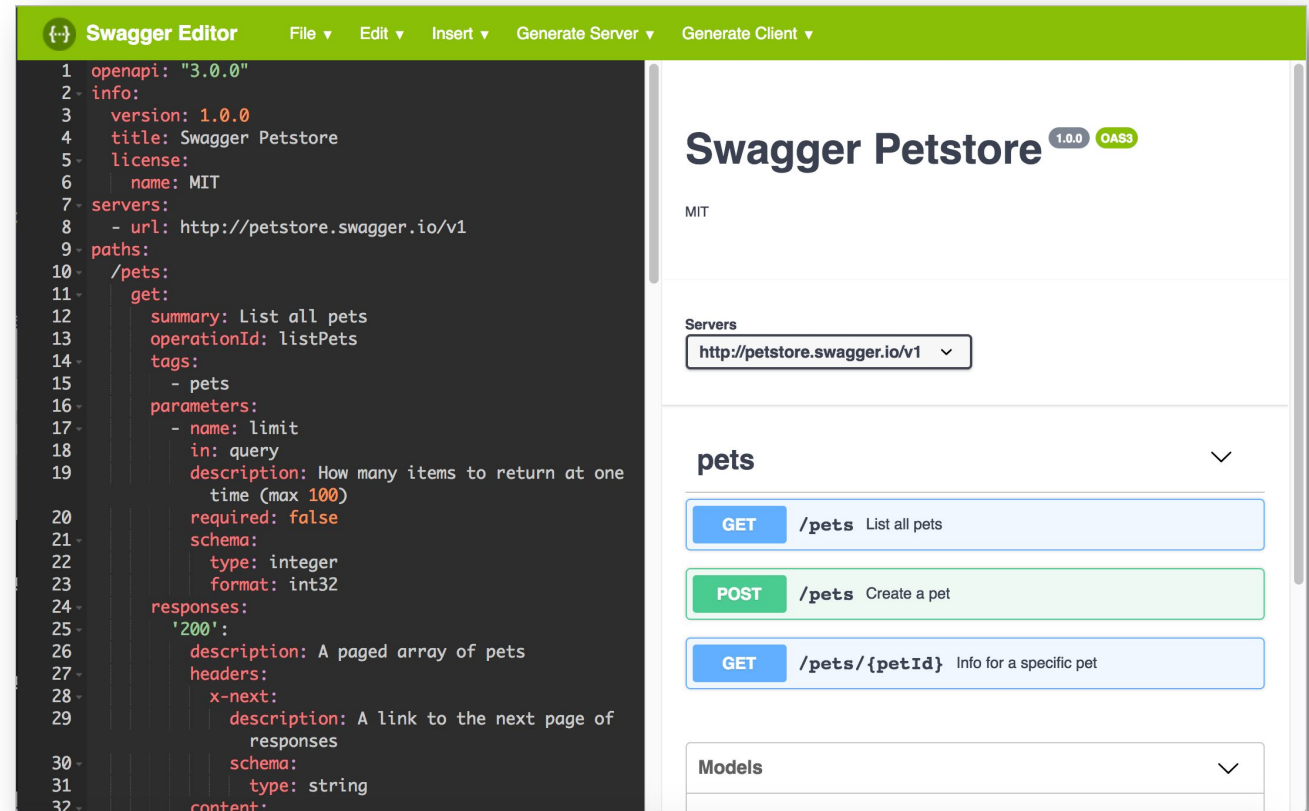 {··} Swagger Editor File ▾ Edit ▾ Insert ▾ Generate Server ▾ Generate Client ▾
1 openapi: "3.0.0"
2 info:
3   version: 1.0.0
4   title: Swagger Petstore
5   license:
6     name: MIT
7 servers:
8   - url: http://petstore.swagger.io/v1
9 paths:
10   /pets:
11     get:
12       summary: List all pets
13       operationId: listPets
14       tags:
15         - pets
16       parameters:
17         - name: limit
18           in: query
19           description: How many items to return at one
time (max 100)
20           required: false
21           schema:
22             type: integer
23             format: int32
24       responses:
25         '200':
26           description: A paged array of pets
27           headers:
28             x-next:
29               description: A link to the next page of
responses
30               schema:
31                 type: string
32           content:
Swagger Petstore 1.0.0 OAS3
MIT
Servers
http://petstore.swagger.io/v1
pets
GET /pets List all pets
POST /pets Create a pet
GET /pets/{petId} Info for a specific pet
Models